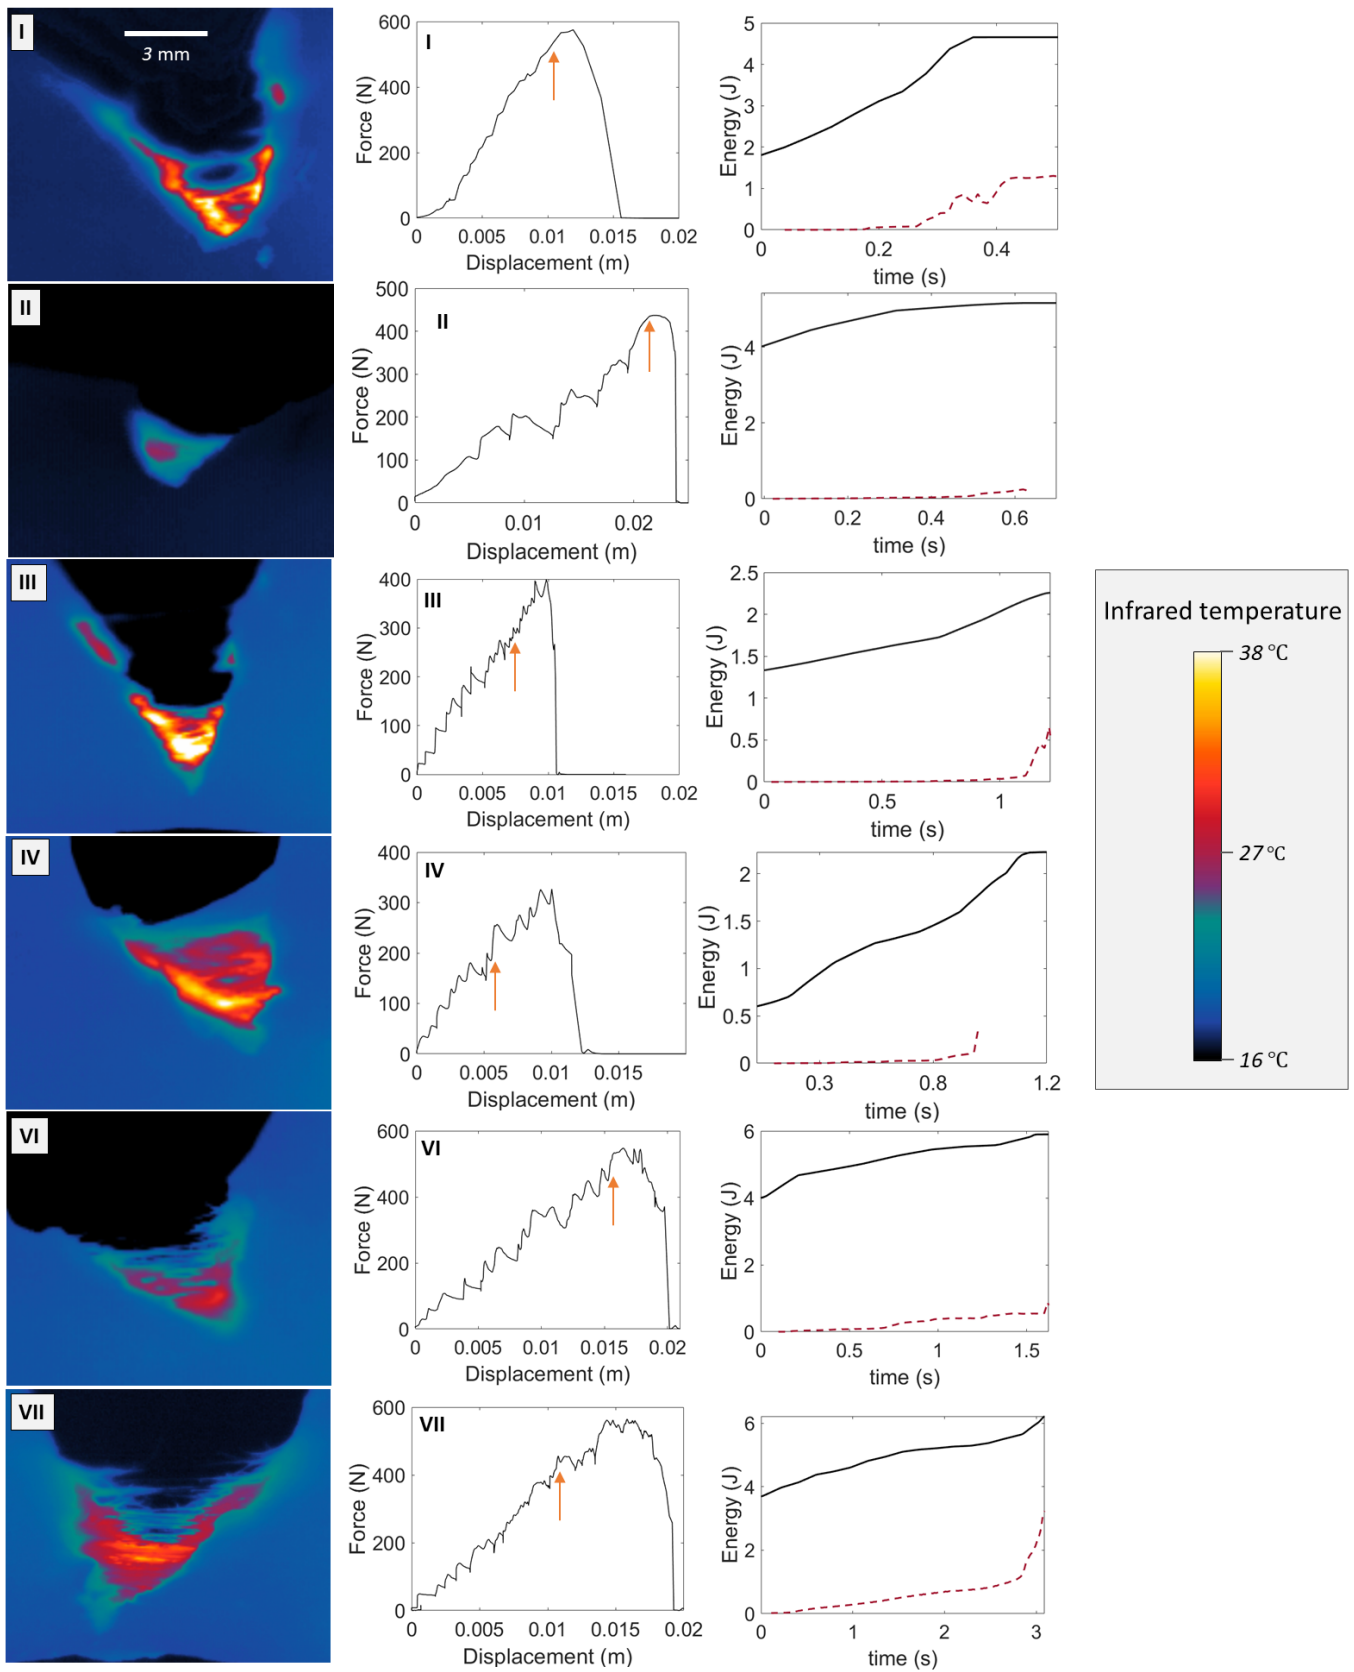 I
3 mm
I
600
400
200
0
Force (N)
0 0.005 0.01 0.015 0.02
Displacement (m)
5
4
3
2
1
0
Energy (J)
0 0.2 0.4
time (s)
II
II
500
400
300
200
100
0
Force (N)
0 0.01 0.02
Displacement (m)
4
2
0
Energy (J)
0 0.2 0.4 0.6
time (s)
III
III
400
300
200
100
0
Force (N)
0 0.005 0.01 0.015 0.02
Displacement (m)
2.5
2
1.5
1
0.5
0
Energy (J)
0 0.5 1
time (s)
Infrared temperature
38 °C
27 °C
16 °C
IV
IV
400
300
200
100
0
Force (N)
0 0.005 0.01 0.015
Displacement (m)
2
1.5
1
0.5
0
Energy (J)
0.3 0.8 1.2
time (s)
VI
VI
600
400
200
0
Force (N)
0 0.005 0.01 0.015 0.02
Displacement (m)
6
4
2
0
Energy (J)
0 0.5 1 1.5
time (s)
VII
VII
600
400
200
0
Force (N)
0 0.005 0.01 0.015 0.02
Displacement (m)
6
4
2
0
Energy (J)
0 1 2 3
time (s)